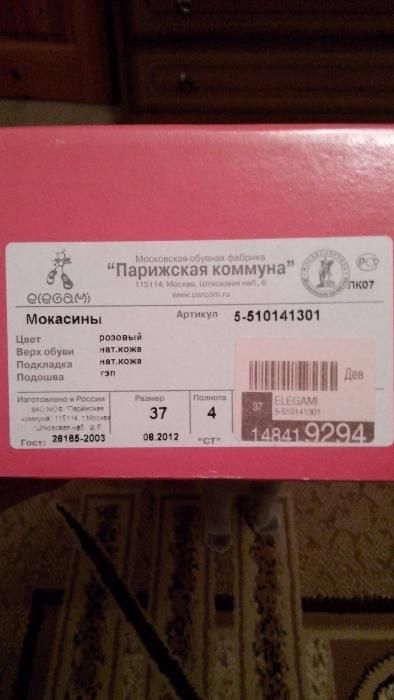 Московская обувная фабрика
"Парижская коммуна"
115114, Москва, Шлюзовая наб., 6
www.parcom.ru
elegami
РСТ
ПК07
Мокасины Артикул 5-510141301
Цвет розовый
Верх обуви нат.кожа
Подкладка нат.кожа
Подошва тэп
Изготовлено в России
ЗАО МОФ "Парижская
коммуна" 115114, г.Москва
Шлюзовая наб. д.6
Гост: 26165-2003
Размер
37
08.2012
Полнота
4
"СТ"
Дев
37
ELEGAMI
5-510141301
148419294